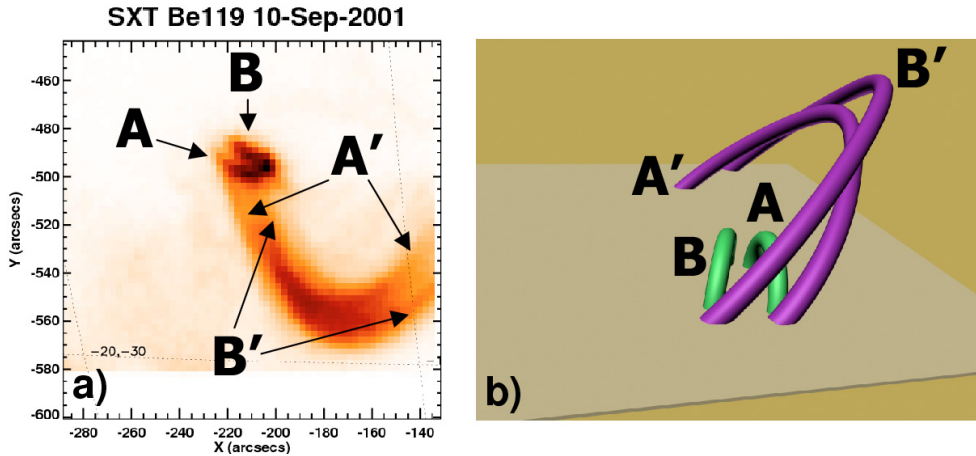 SXT Be119 10-Sep-2001
B
A
A′
B′
a)
-20,-30
Y (arcsecs)
-460
-480
-500
-520
-540
-560
-580
-600
-280 -260 -240 -220 -200 -180 -160 -140
X (arcsecs)
B′
A′
A
B
b)